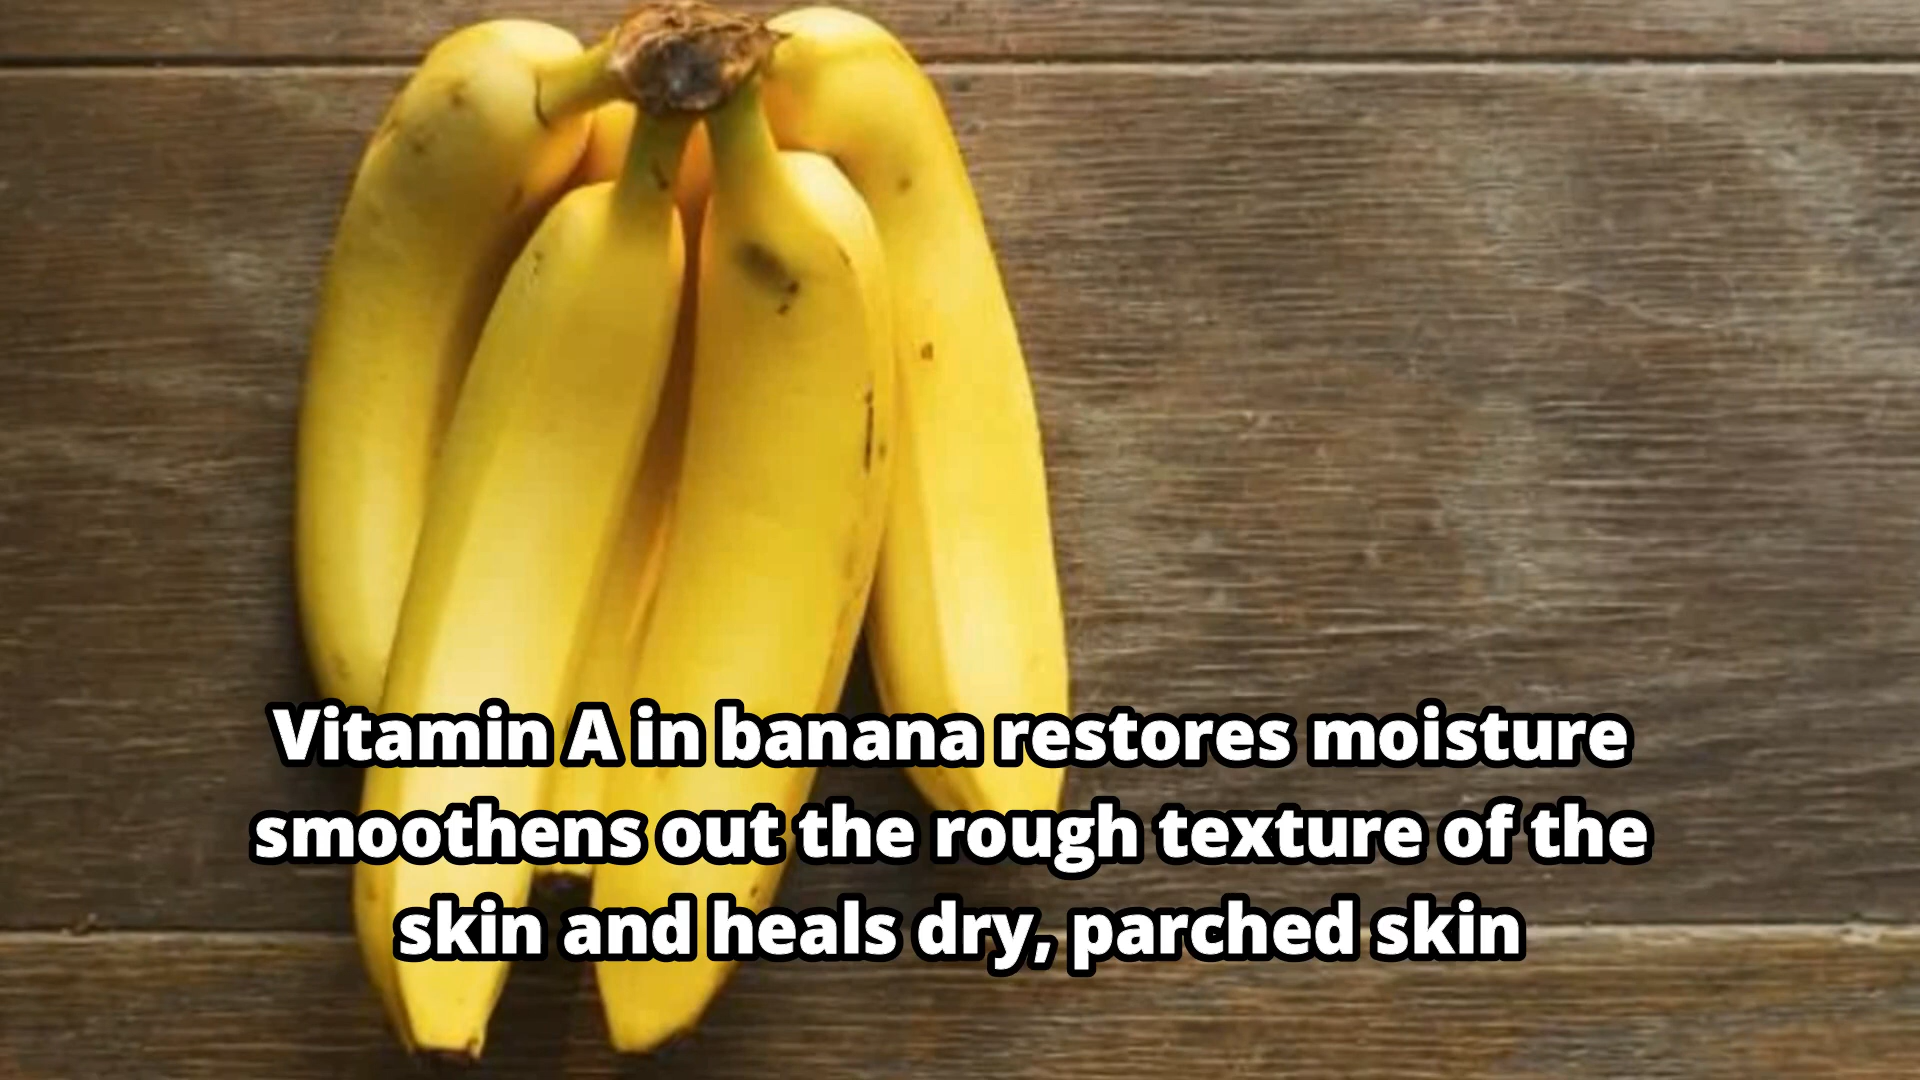 Vitamin A in banana restores moisture
smoothens out the rough texture of the
skin and heals dry, parched skin